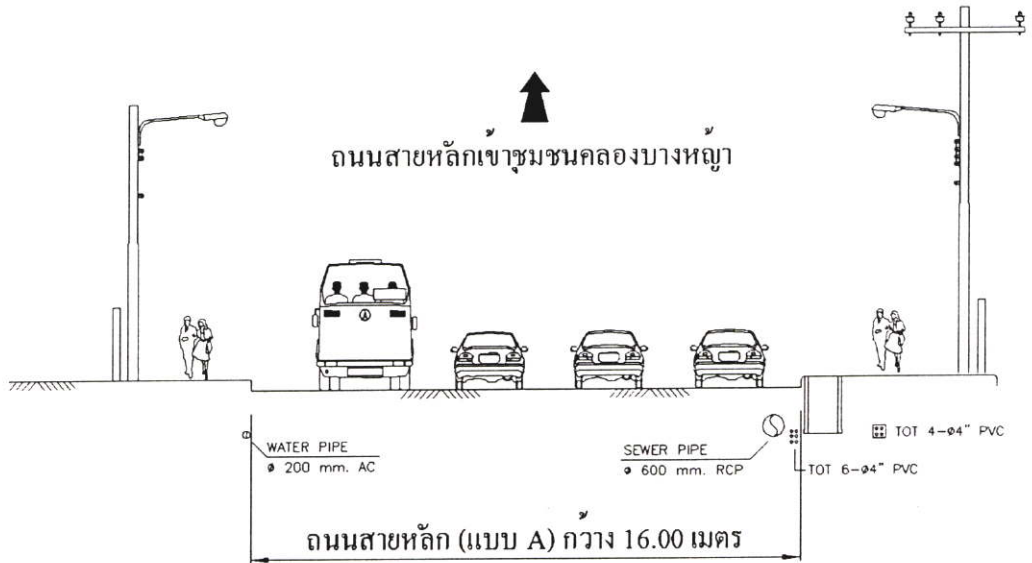 ถนนสายหลักเข้าชุมชนคลองบางหญ้า
WATER PIPE
ø 200 mm. AC
SEWER PIPE
ø 600 mm. RCP
TOT 4-ø4" PVC
TOT 6-ø4" PVC
ถนนสายหลัก (แบบ A) กว้าง 16.00 เมตร